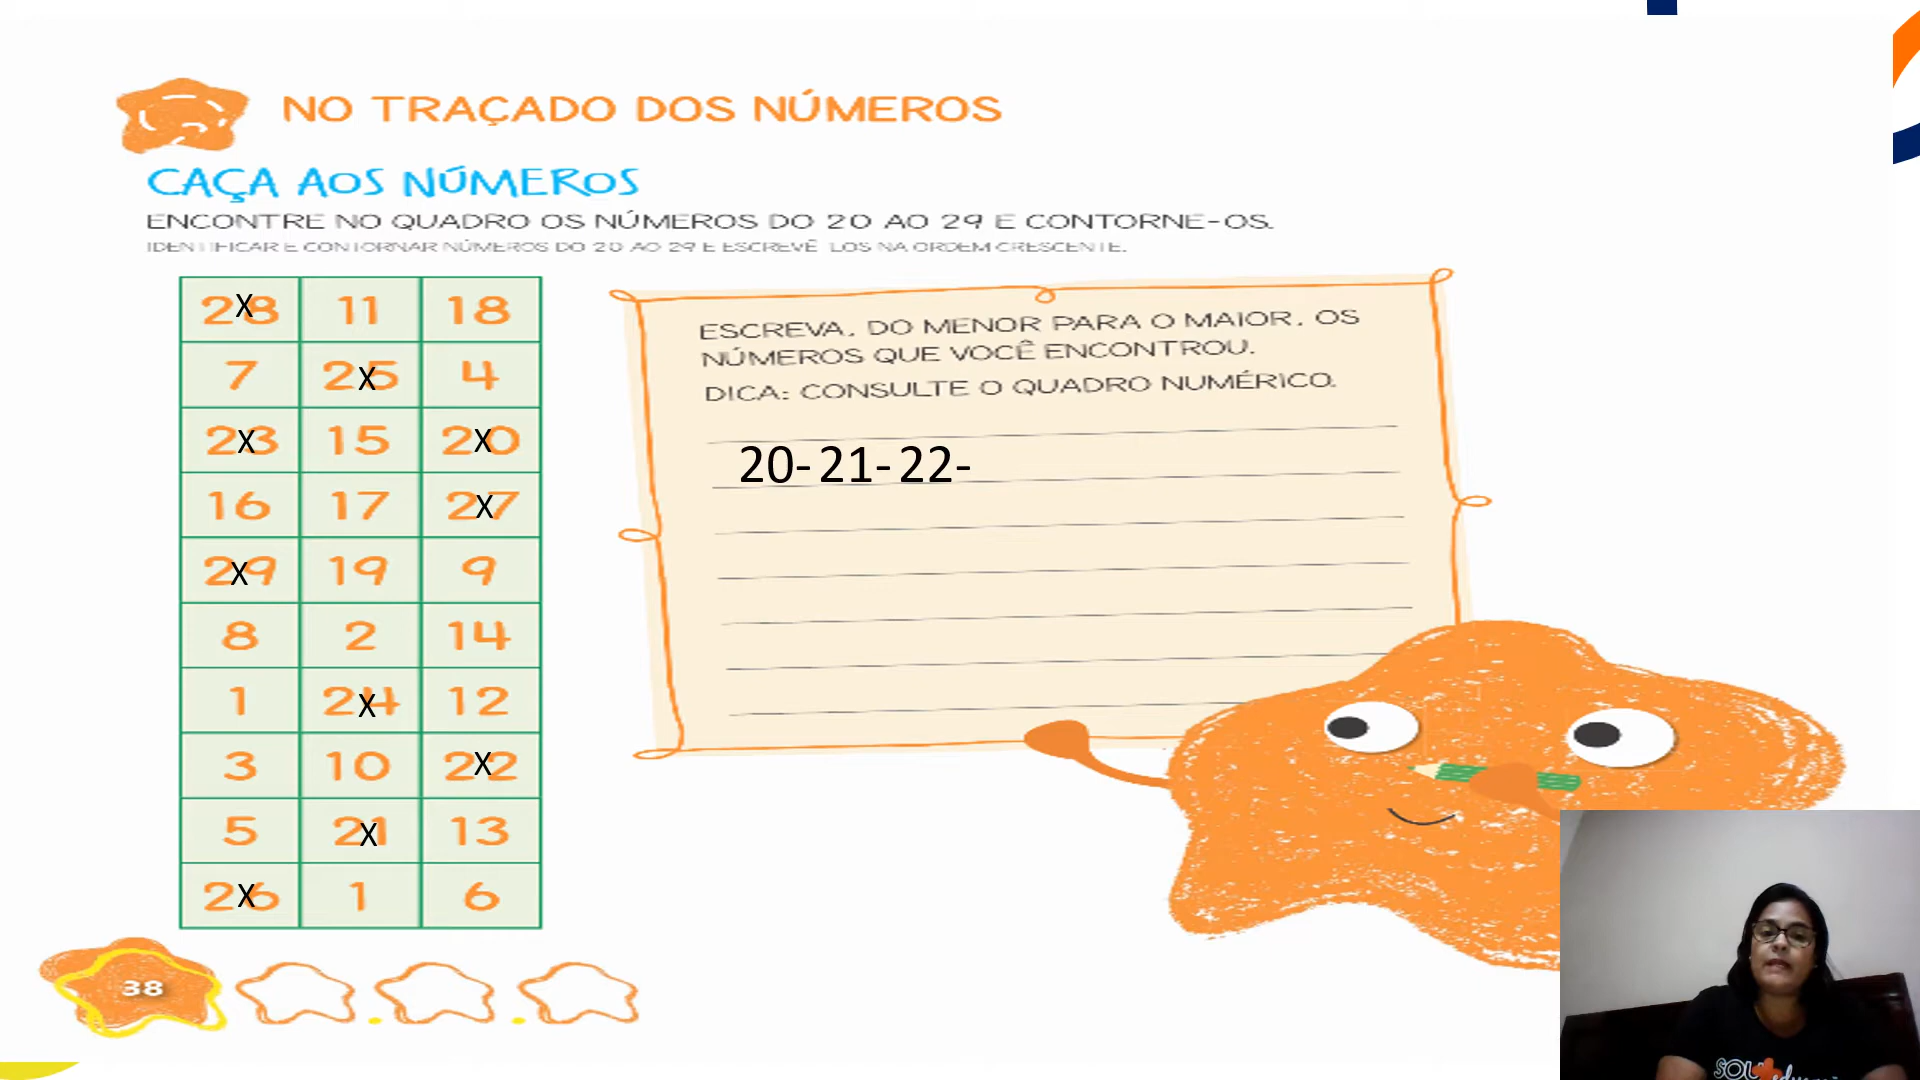 NO TRAÇADO DOS NÚMEROS
CAÇA AOS NÚMEROS
ENCONTRE NO QUADRO OS NÚMEROS DO 20 AO 29 E CONTORNE-OS.
IDENTIFICAR E CONTORNAR NÚMEROS DO 20 AO 29 E ESCREVÊ-LOS NA ORDEM CRESCENTE.
28 X 11 18
7 25 X 4
23 X 15 20 X
16 17 27 X
29 X 19 9
8 2 14
1 24 X 12
3 10 22 X
5 21 X 13
26 X 1 6
ESCREVA, DO MENOR PARA O MAIOR, OS
NÚMEROS QUE VOCÊ ENCONTROU.
DICA: CONSULTE O QUADRO NUMÉRICO.
20- 21- 22-
38
SOU